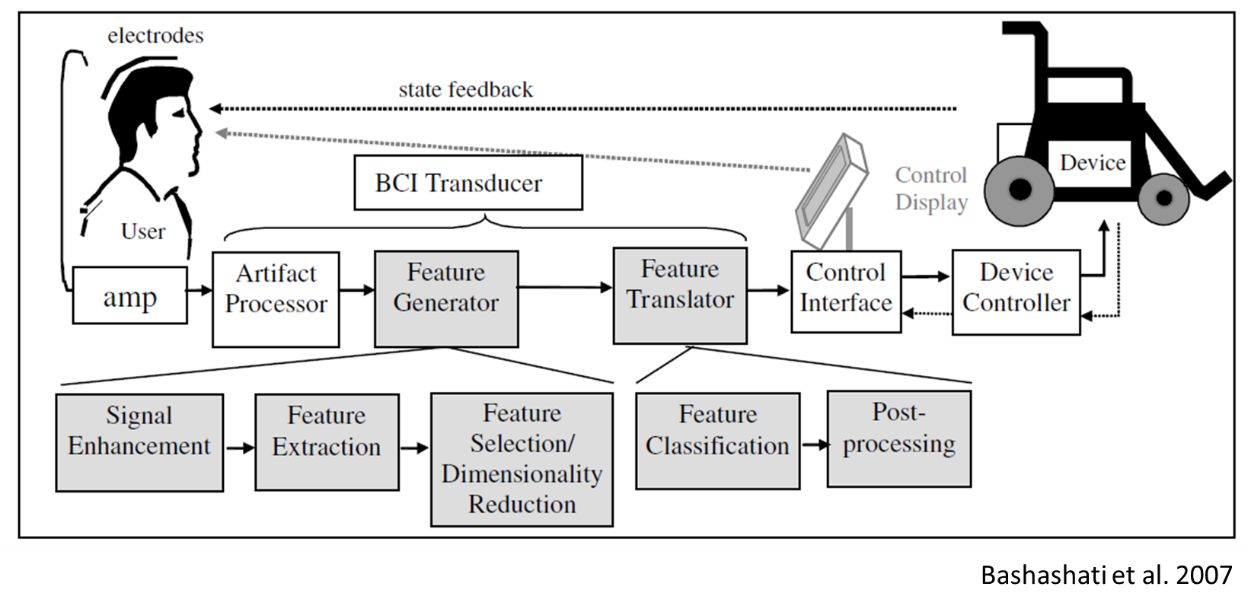 electrodes
state feedback
BCI Transducer
Control
Display
Device
User
amp
Artifact
Processor
Feature
Generator
Feature
Translator
Control
Interface
Device
Controller
Signal
Enhancement
Feature
Extraction
Feature
Selection/
Dimensionality
Reduction
Feature
Classification
Post-
processing
Bashashati et al. 2007